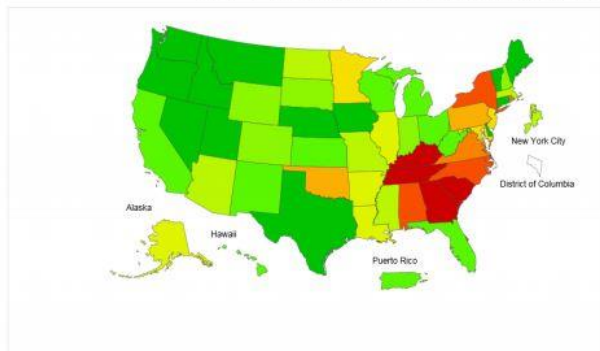 New York City
District of Columbia
Alaska
Hawaii
Puerto Rico